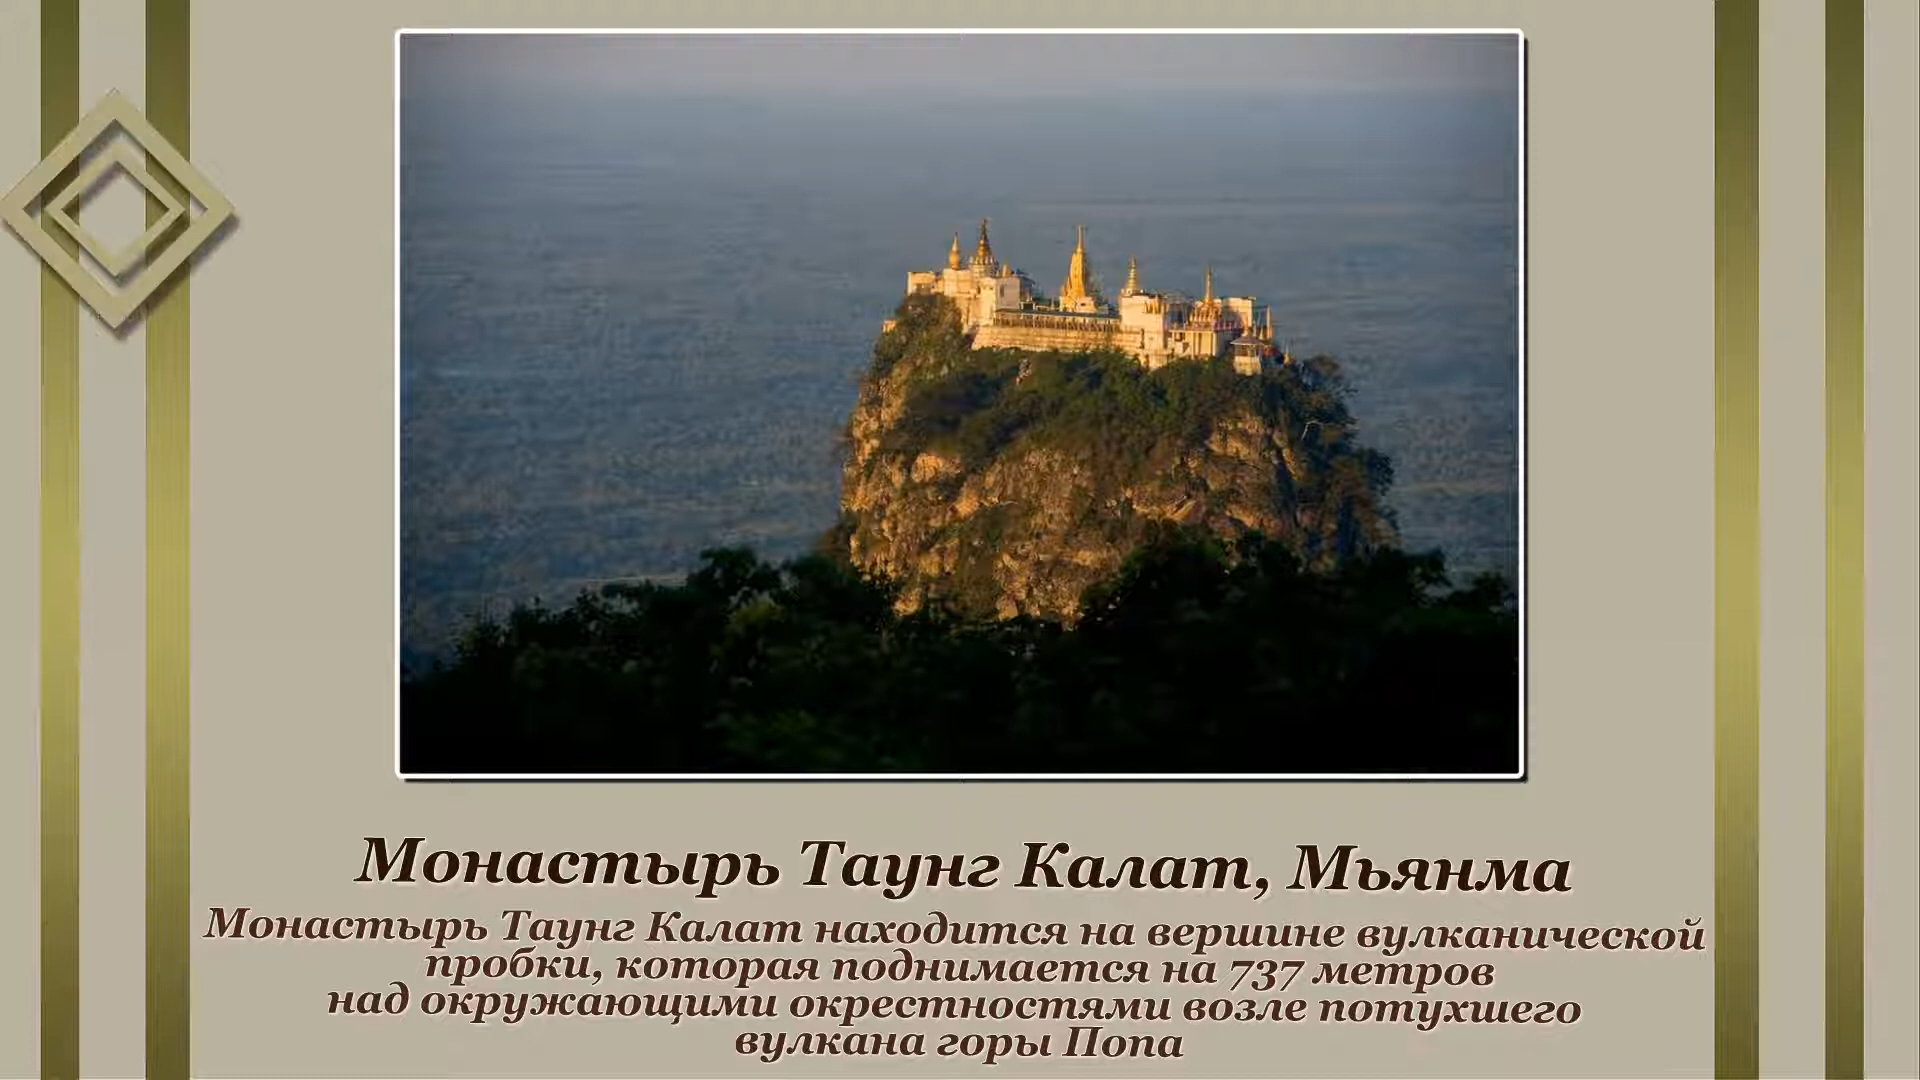 Монастырь Таунг Калат, Мьянма
Монастырь Таунг Калат находится на вершине вулканической
пробки, которая поднимается на 737 метров
над окружающими окрестностями возле потухшего
вулкана горы Попа